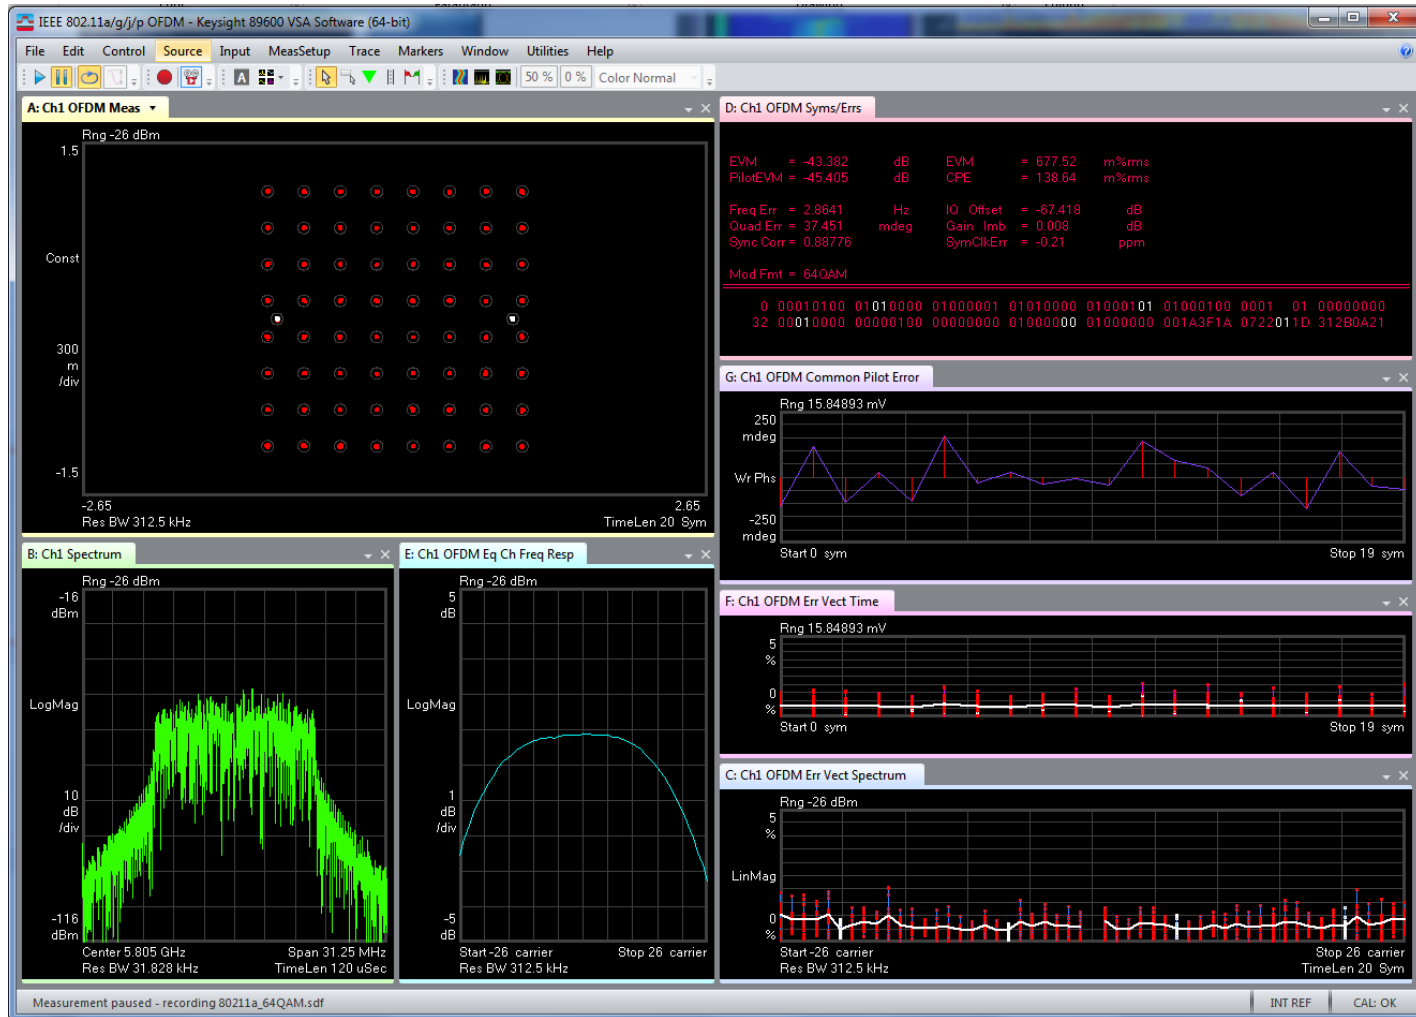 IEEE 802.11a/g/j/p OFDM - Keysight 89600 VSA Software (64-bit)
File Edit Control Source Input MeasSetup Trace Markers Window Utilities Help
A 50 % 0 % Color Normal
A: Ch1 OFDM Meas
Rng -26 dBm
1.5
Const
300
m
/div
-1.5
-2.65 2.65
Res BW 312.5 kHz TimeLen 20 Sym
B: Ch1 Spectrum
Rng -26 dBm
-16
dBm
LogMag
10
dB
/div
-116
dBm
Center 5.805 GHz Span 31.25 MHz
Res BW 31.828 kHz TimeLen 120 uSec
E: Ch1 OFDM Eq Ch Freq Resp
Rng -26 dBm
5
dB
LogMag
1
dB
/div
-5
dB
Start -26 carrier Stop 26 carrier
Res BW 312.5 kHz
D: Ch1 OFDM Syms/Errs
EVM = -43.382 dB EVM = 677.52 m%rms
PilotEVM = -45.405 dB CPE = 138.64 m%rms
Freq Err = 2.8641 Hz IQ Offset = -67.418 dB
Quad Err = 37.451 mdeg Gain Imb = 0.008 dB
Sync Corr = 0.88776 SymClkErr = -0.21 ppm
Mod Fmt = 64QAM
0 00010100 01010000 01000001 01010000 01000101 01000100 0001 01 00000000
32 00010000 00000100 00000000 01000000 01000000 001A3F1A 0722011D 312B0A21
G: Ch1 OFDM Common Pilot Error
Rng 15.84893 mV
250
mdeg
Wr Phs
-250
mdeg
Start 0 sym Stop 19 sym
F: Ch1 OFDM Err Vect Time
Rng 15.84893 mV
5
%
0
%
Start 0 sym Stop 19 sym
C: Ch1 OFDM Err Vect Spectrum
Rng -26 dBm
5
%
LinMag
0
%
Start -26 carrier Stop 26 carrier
Res BW 312.5 kHz TimeLen 20 Sym
Measurement paused - recording 80211a_64QAM.sdf INT REF CAL: OK